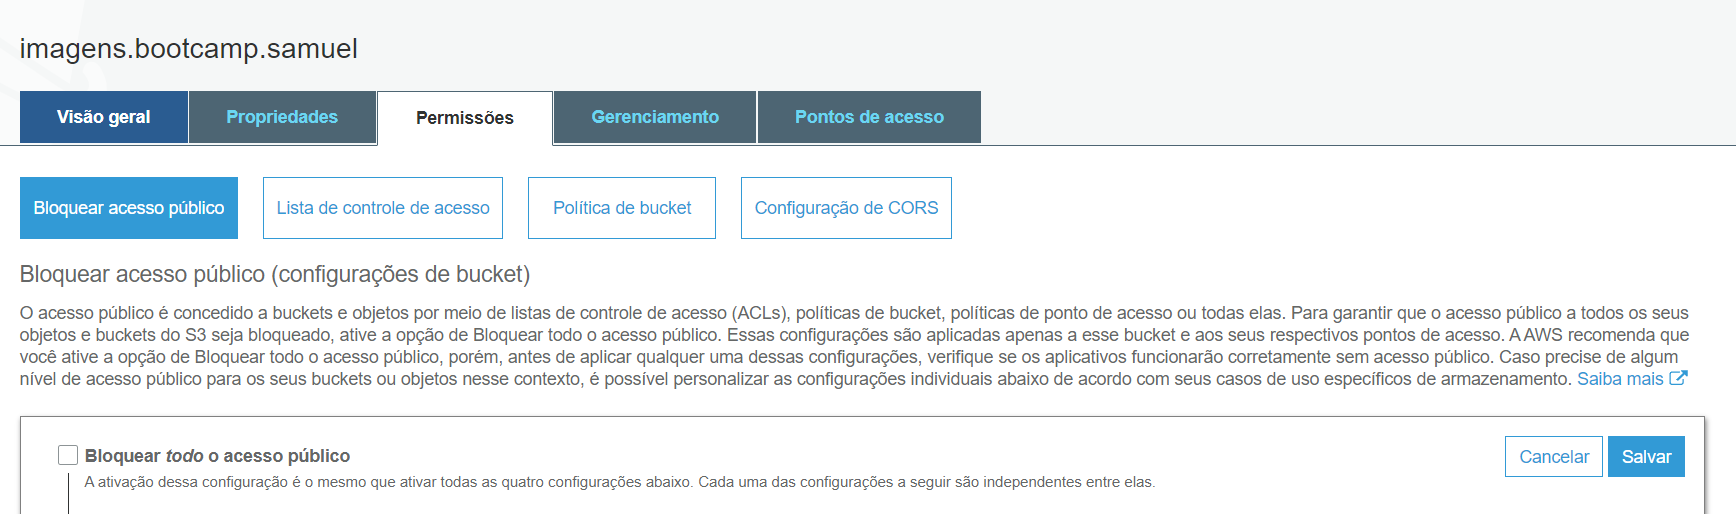 imagens.bootcamp.samuel
Visão geral
Propriedades
Permissões
Gerenciamento
Pontos de acesso
Bloquear acesso público
Lista de controle de acesso
Política de bucket
Configuração de CORS
Bloquear acesso público (configurações de bucket)
O acesso público é concedido a buckets e objetos por meio de listas de controle de acesso (ACLs), políticas de bucket, políticas de ponto de acesso ou todas elas. Para garantir que o acesso público a todos os seus
objetos e buckets do S3 seja bloqueado, ative a opção de Bloquear todo o acesso público. Essas configurações são aplicadas apenas a esse bucket e aos seus respectivos pontos de acesso. A AWS recomenda que
você ative a opção de Bloquear todo o acesso público, porém, antes de aplicar qualquer uma dessas configurações, verifique se os aplicativos funcionarão corretamente sem acesso público. Caso precise de algum
nível de acesso público para os seus buckets ou objetos nesse contexto, é possível personalizar as configurações individuais abaixo de acordo com seus casos de uso específicos de armazenamento. Saiba mais
Bloquear todo o acesso público
Cancelar
Salvar
A ativação dessa configuração é o mesmo que ativar todas as quatro configurações abaixo. Cada uma das configurações a seguir são independentes entre elas.